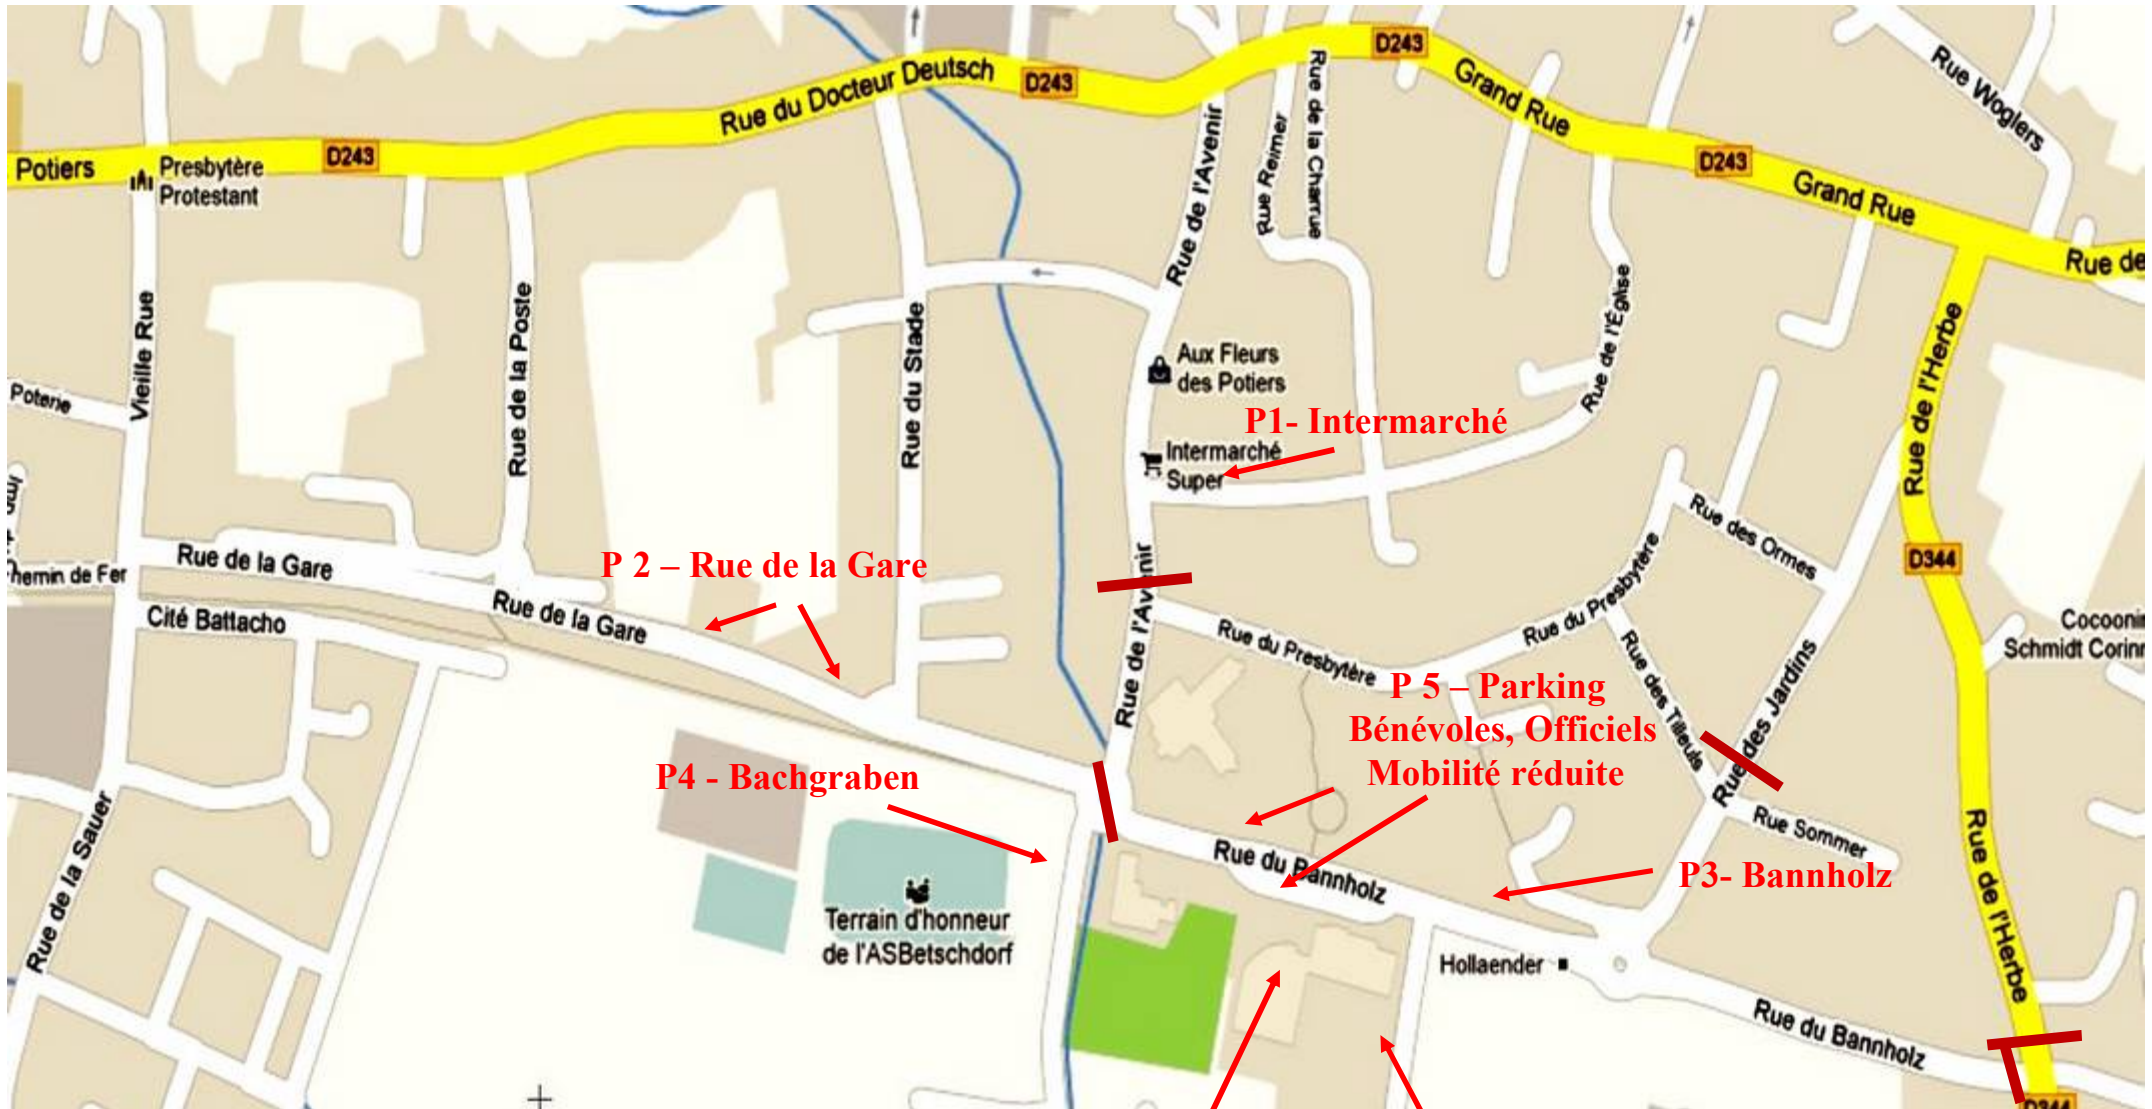 D243
Rue du Docteur Deutsch
D243
Grand Rue
Rue Woglers
Potiers
Presbytère
Protestant
D243
Rue de l'Avenir
Rue Reimer
Rue de la Charrue
D243
Grand Rue
Rue de
Vieille Rue
Rue de la Poste
Rue du Stade
Rue de l'Église
Rue de l'Herbe
Aux Fleurs
des Potiers
Poterie
P1- Intermarché
Intermarché
Super
Rue des Ormes
D344
hemin de Fer
Rue de la Gare
P 2 – Rue de la Gare
Rue de l'Avenir
Rue du Presbytère
Cité Battacho
Rue de la Gare
Rue du Presbytère
Rue des Tilleuls
Rue des Jardins
Cocoonin
Schmidt Corinn
P 5 – Parking
Bénévoles, Officiels
Mobilité réduite
P4 - Bachgraben
Rue Sommer
Rue de la Sauer
Rue du Bannholz
P3- Bannholz
Rue de l'Herbe
Terrain d'honneur
de l'ASBetschdorf
Hollaender
Rue du Bannholz
D344